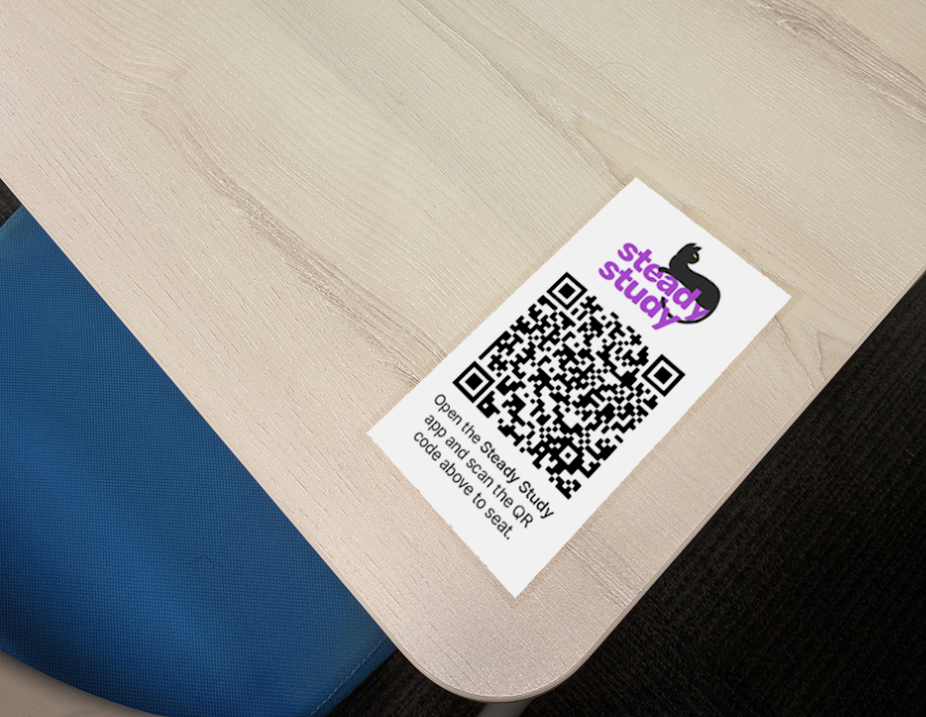 steady
study
Open the Steady Study
app and scan the QR
code above to seat.